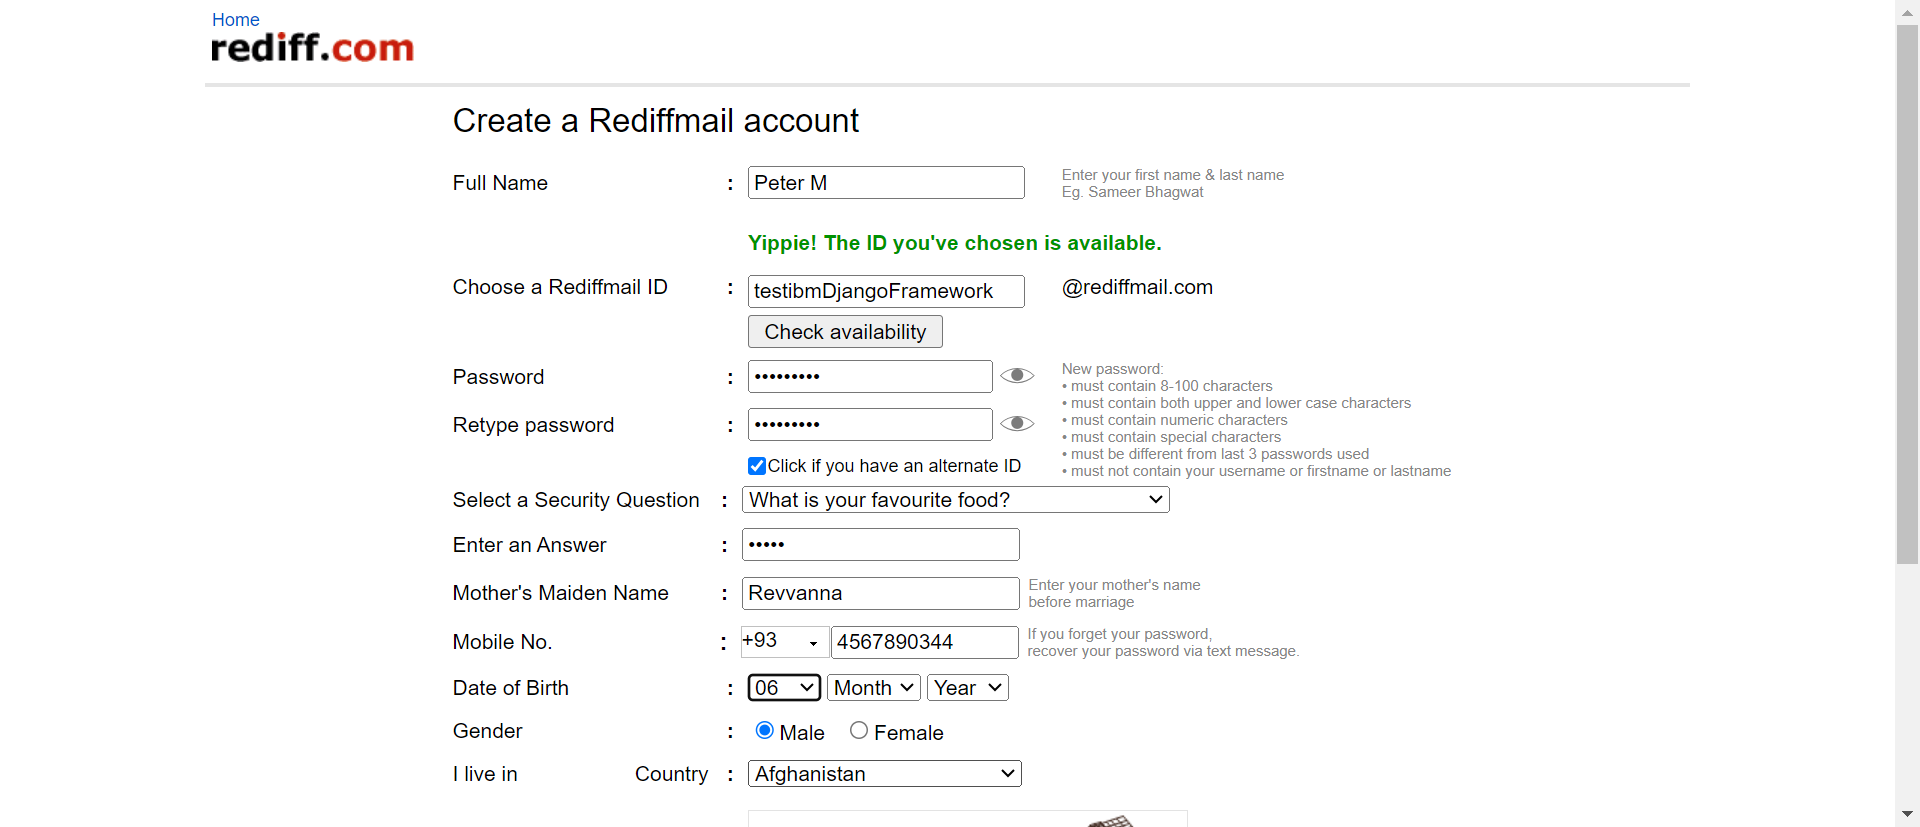 Home
rediff.com
Create a Rediffmail account
Full Name : Peter M
Enter your first name & last name
Eg. Sameer Bhagwat
Yippie! The ID you've chosen is available.
Choose a Rediffmail ID : testibmDjangoFramework @rediffmail.com
Check availability
Password : •••••••••
Retype password : •••••••••
New password:
• must contain 8-100 characters
• must contain both upper and lower case characters
• must contain numeric characters
• must contain special characters
• must be different from last 3 passwords used
• must not contain your username or firstname or lastname
Click if you have an alternate ID
Select a Security Question : What is your favourite food?
Enter an Answer : •••••
Mother's Maiden Name : Revvanna
Enter your mother's name
before marriage
Mobile No. : +93 4567890344
If you forget your password,
recover your password via text message.
Date of Birth : 06 Month Year
Gender : Male Female
I live in Country : Afghanistan